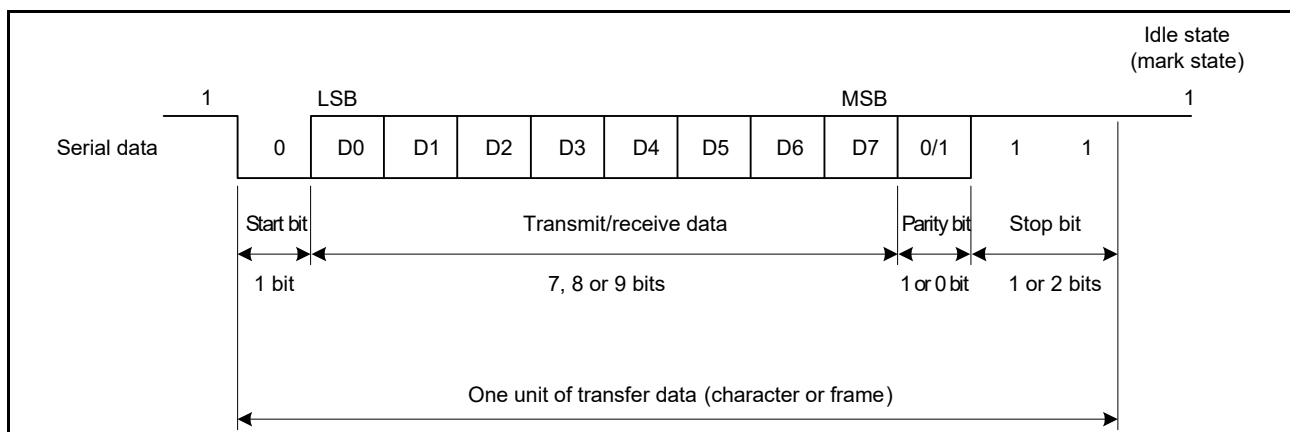 Idle state
(mark state)
1 LSB MSB 1
Serial data 0 D0 D1 D2 D3 D4 D5 D6 D7 0/1 1 1
Start bit Transmit/receive data Parity bit Stop bit
1 bit 7, 8 or 9 bits 1 or 0 bit 1 or 2 bits
One unit of transfer data (character or frame)